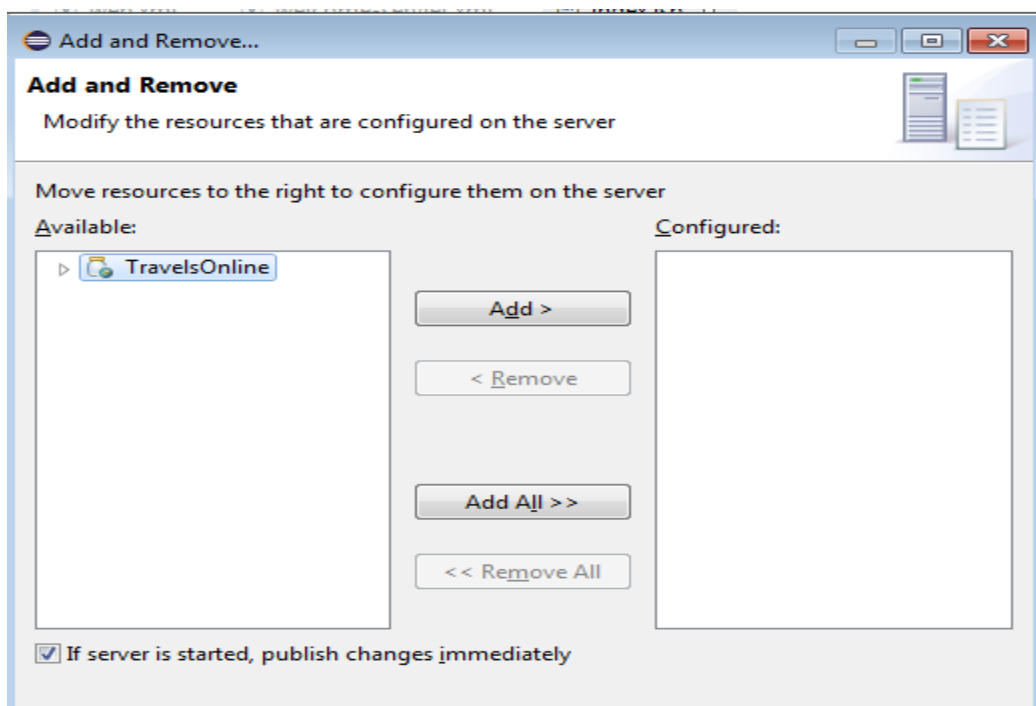 Add and Remove...
Add and Remove
Modify the resources that are configured on the server
Move resources to the right to configure them on the server
Available:
Configured:
TravelsOnline
Add >
< Remove
Add All >>
<< Remove All
If server is started, publish changes immediately